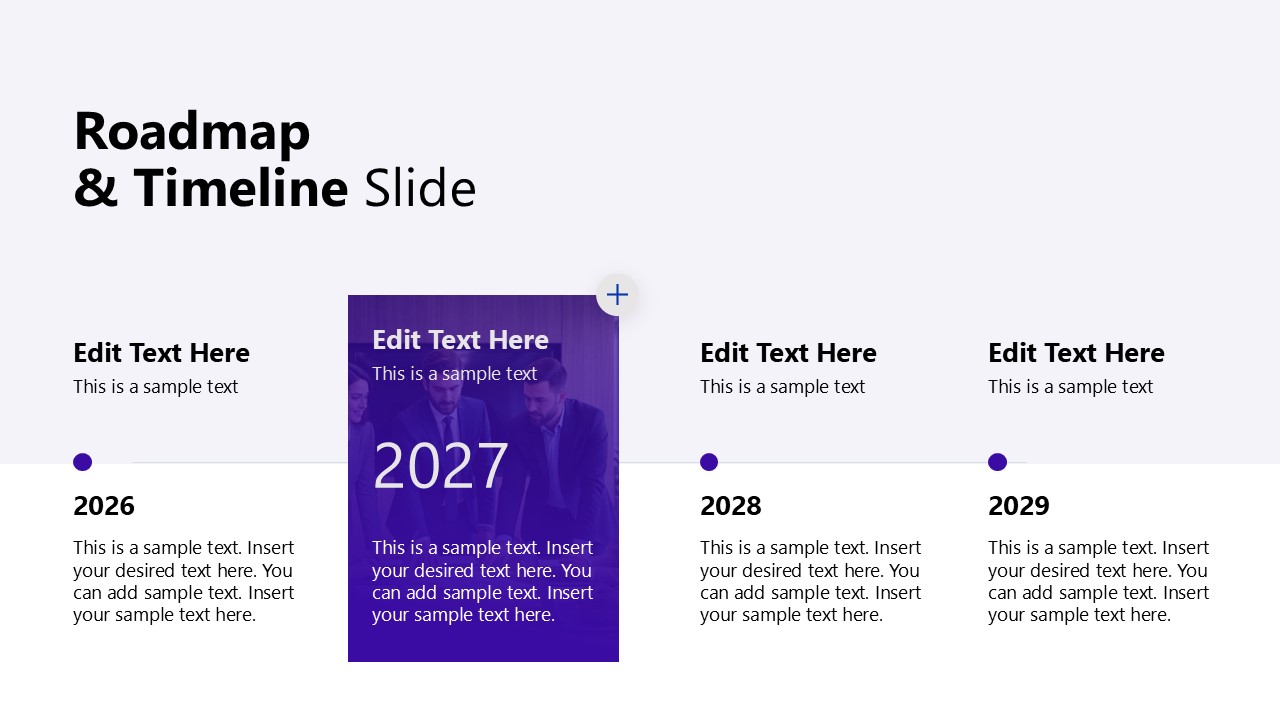 Roadmap
& Timeline Slide
Edit Text Here
This is a sample text
2026
This is a sample text. Insert
your desired text here. You
can add sample text. Insert
your sample text here.
Edit Text Here
This is a sample text
2027
This is a sample text. Insert
your desired text here. You
can add sample text. Insert
your sample text here.
Edit Text Here
This is a sample text
2028
This is a sample text. Insert
your desired text here. You
can add sample text. Insert
your sample text here.
Edit Text Here
This is a sample text
2029
This is a sample text. Insert
your desired text here. You
can add sample text. Insert
your sample text here.